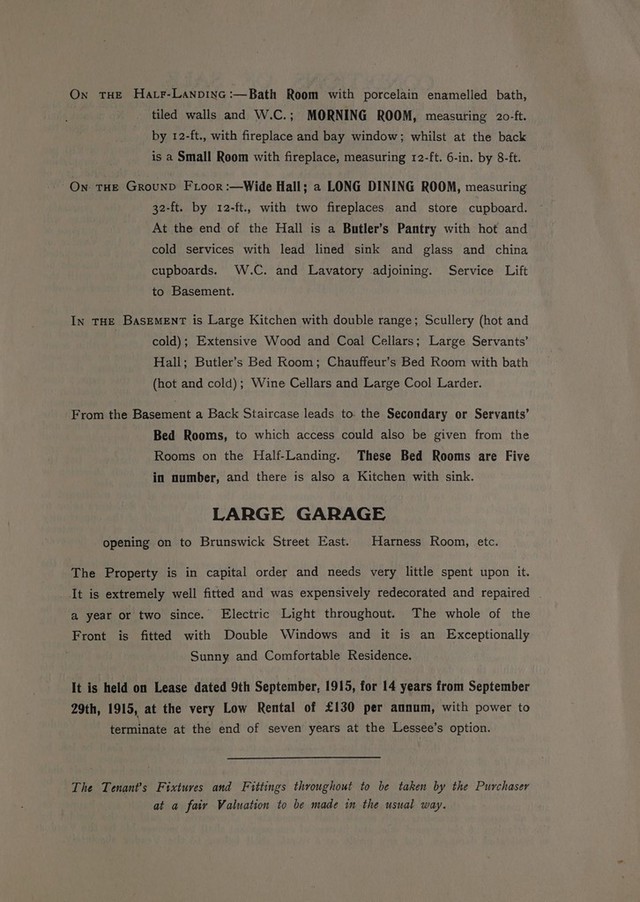 On the Half-Landing:—Bath Room with porcelain enamelled bath,
tiled walls and W.C.; MORNING ROOM, measuring 20-ft.
by 12-ft., with fireplace and bay window; whilst at the back
is a Small Room with fireplace, measuring 12-ft. 6-in. by 8-ft.
On the Ground Floor:—Wide Hall; a LONG DINING ROOM, measuring
32-ft. by 12-ft., with two fireplaces and store cupboard.
At the end of the Hall is a Butler's Pantry with hot and
cold services with lead lined sink and glass and china
cupboards. W.C. and Lavatory adjoining. Service Lift
to Basement.
In the Basement is Large Kitchen with double range; Scullery (hot and
cold); Extensive Wood and Coal Cellars; Large Servants'
Hall; Butler's Bed Room; Chauffeur's Bed Room with bath
(hot and cold); Wine Cellars and Large Cool Larder.
From the Basement a Back Staircase leads to the Secondary or Servants'
Bed Rooms, to which access could also be given from the
Rooms on the Half-Landing. These Bed Rooms are Five
in number, and there is also a Kitchen with sink.
LARGE GARAGE
opening on to Brunswick Street East. Harness Room, etc.
The Property is in capital order and needs very little spent upon it.
It is extremely well fitted and was expensively redecorated and repaired
a year or two since. Electric Light throughout. The whole of the
Front is fitted with Double Windows and it is an Exceptionally
Sunny and Comfortable Residence.
It is held on Lease dated 9th September, 1915, for 14 years from September
29th, 1915, at the very Low Rental of £130 per annum, with power to
terminate at the end of seven years at the Lessee's option.
The Tenant's Fixtures and Fittings throughout to be taken by the Purchaser
at a fair Valuation to be made in the usual way.